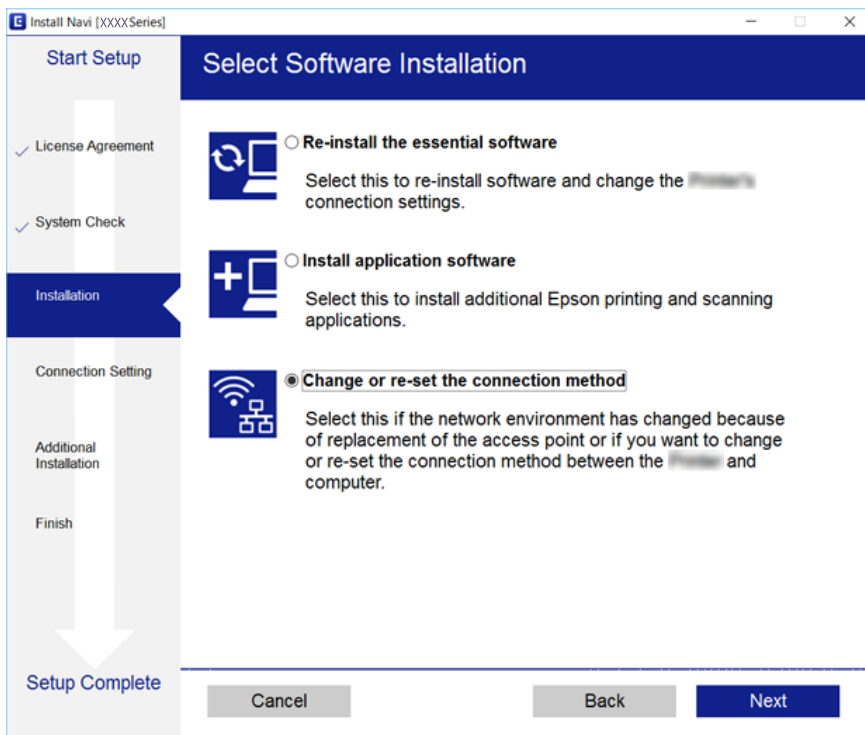 Install Navi [XXXX Series]
Start Setup
License Agreement
System Check
Installation
Connection Setting
Additional
Installation
Finish
Setup Complete
Select Software Installation
Re-install the essential software
Select this to re-install software and change the
connection settings.
Install application software
Select this to install additional Epson printing and scanning
applications.
Change or re-set the connection method
Select this if the network environment has changed because
of replacement of the access point or if you want to change
or re-set the connection method between the and
computer.
Cancel
Back
Next